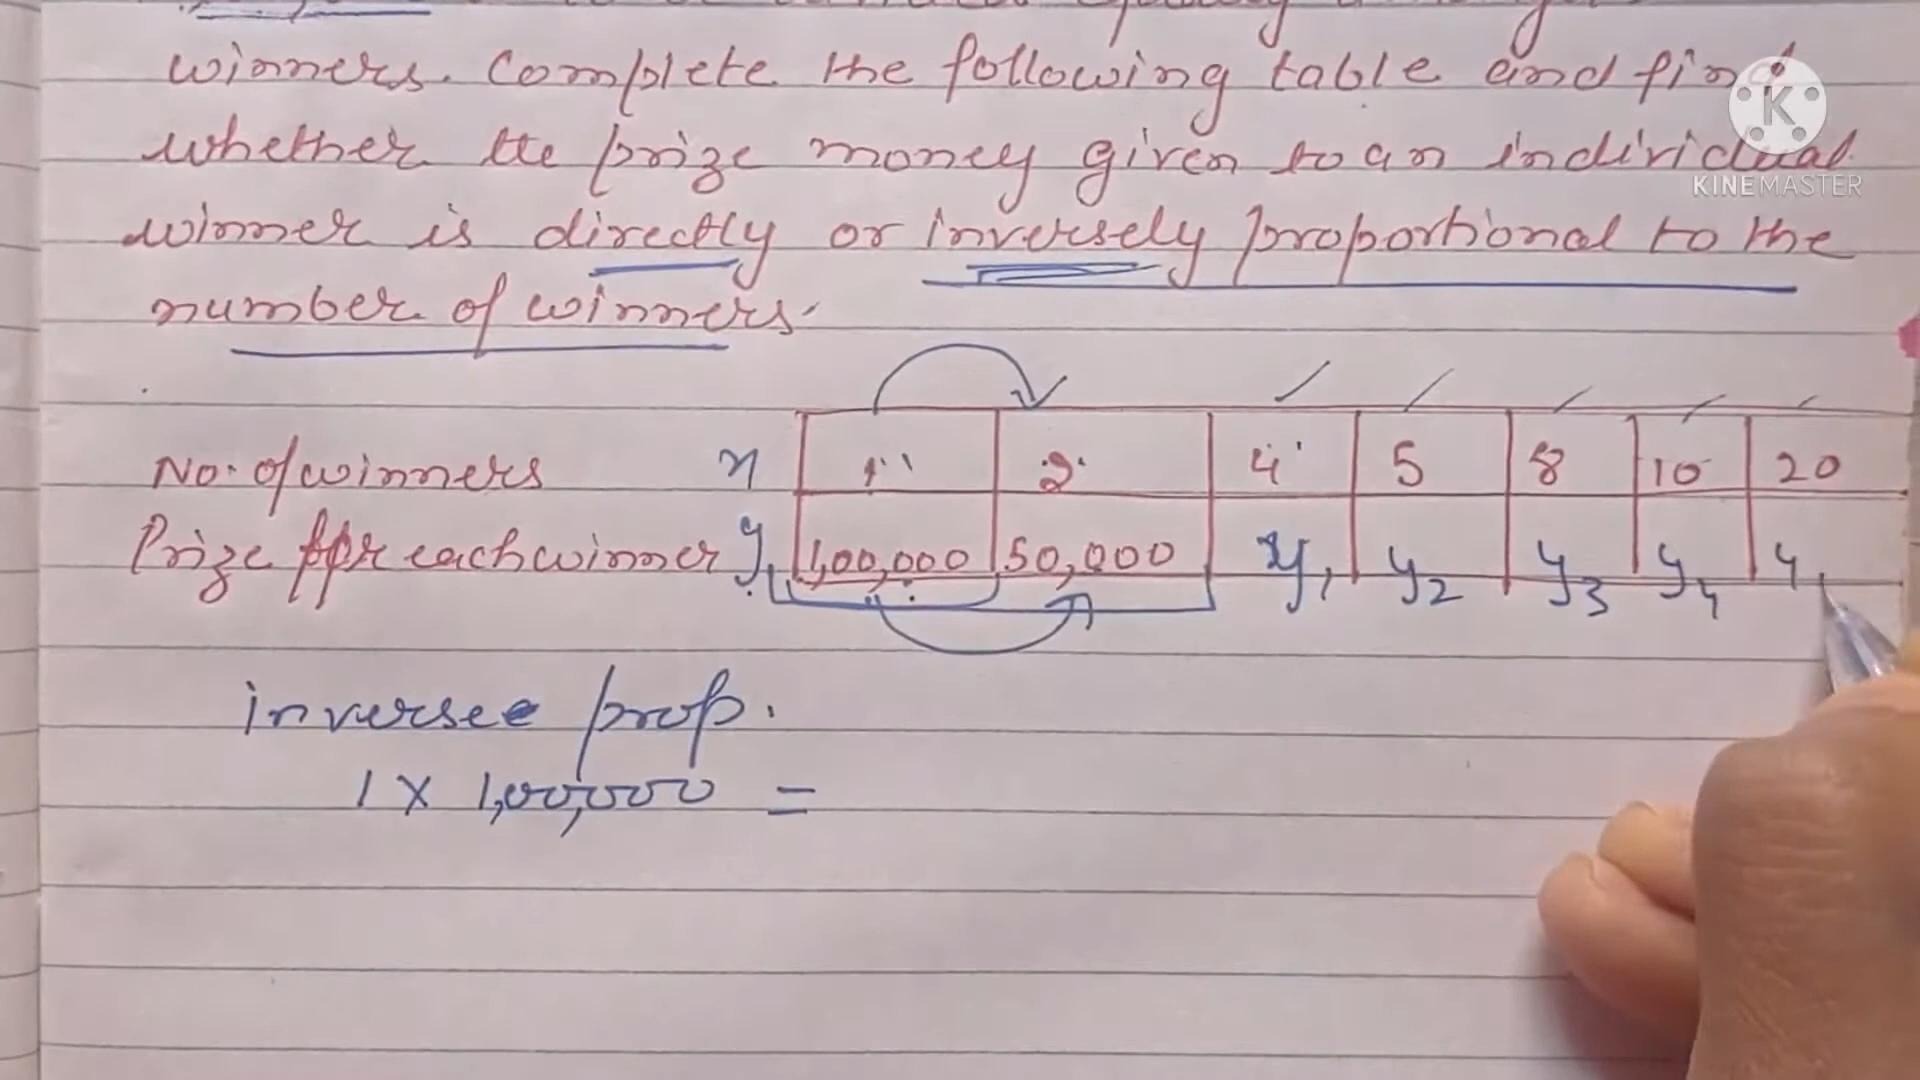 winners. Complete the following table and find
whether the prize money given to an individual
winner is directly or inversely proportional to the
number of winners.
No. of winners x 1 2 4 5 8 10 20
Prize for each winner y 1,00,000 50,000 y1 y2 y3 y4 y
inverse prop.
1 × 1,00,000 =
K
KINEMASTER